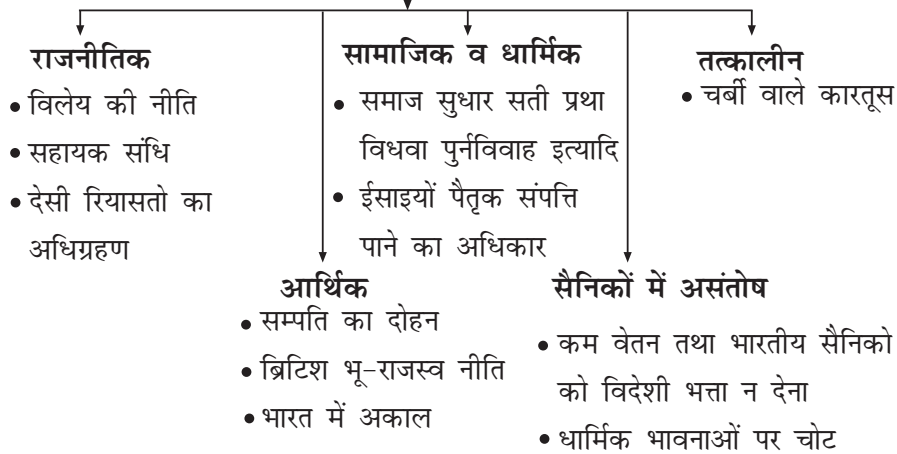 राजनीतिक
• विलेय की नीति
• सहायक संधि
• देसी रियासतो का
अधिग्रहण
सामाजिक व धार्मिक
• समाज सुधार सती प्रथा
विधवा पुर्नविवाह इत्यादि
• ईसाइयों पैतृक संपत्ति
पाने का अधिकार
तत्कालीन
• चर्बी वाले कारतूस
आर्थिक
• सम्पति का दोहन
• ब्रिटिश भू-राजस्व नीति
• भारत में अकाल
सैनिकों में असंतोष
• कम वेतन तथा भारतीय सैनिको
को विदेशी भत्ता न देना
• धार्मिक भावनाओं पर चोट